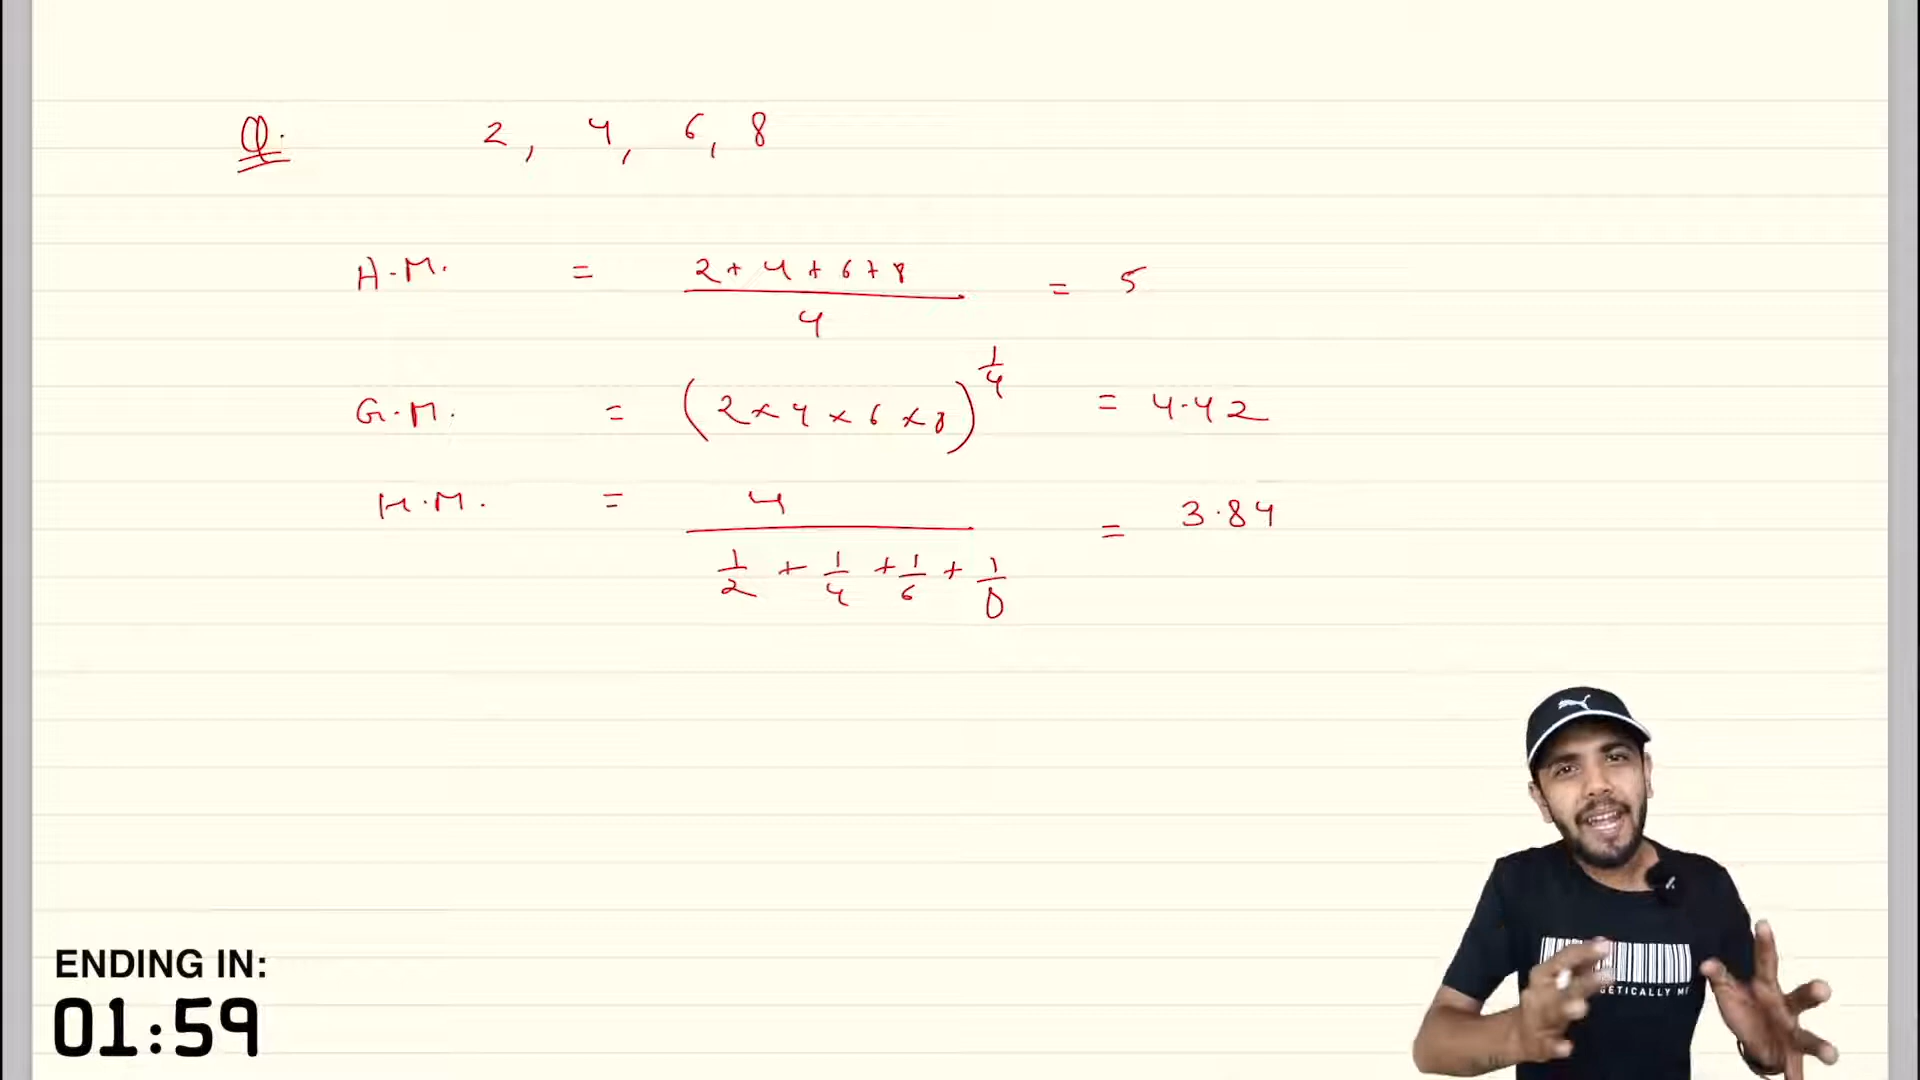 Q. 2, 4, 6, 8
A.M. = (2+4+6+8)/4 = 5
G.M. = (2×4×6×8)^(1/4) = 4.42
H.M. = 4/(1/2 + 1/4 + 1/6 + 1/8) = 3.84
GETICALLY
ENDING IN:
01:59